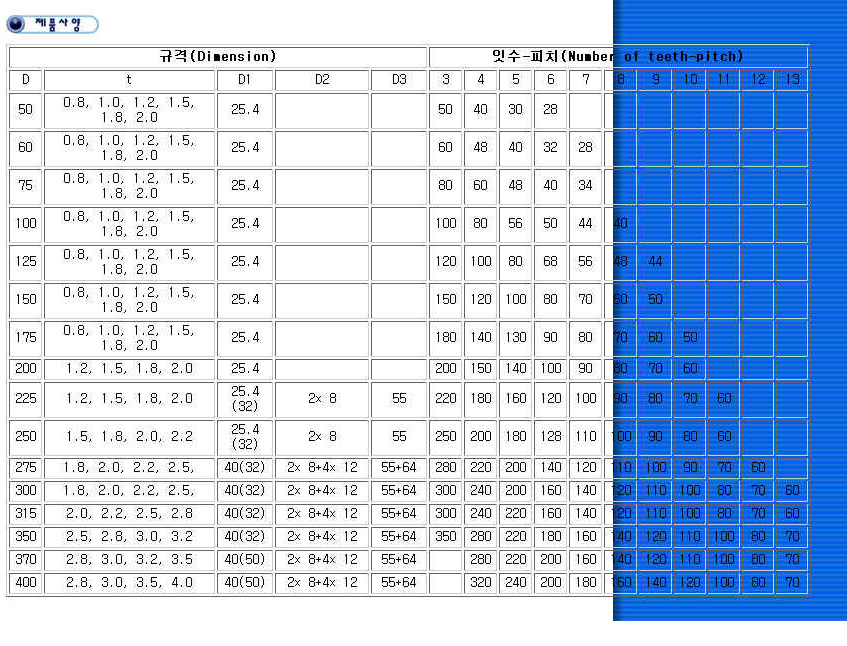 제품사양
규격(Dimension) 잇수-피치(Number of teeth-pitch)
D t D1 D2 D3 3 4 5 6 7 8 9 10 11 12 13
50 0.8, 1.0, 1.2, 1.5, 1.8, 2.0 25.4 50 40 30 28
60 0.8, 1.0, 1.2, 1.5, 1.8, 2.0 25.4 60 48 40 32 28
75 0.8, 1.0, 1.2, 1.5, 1.8, 2.0 25.4 80 60 48 40 34
100 0.8, 1.0, 1.2, 1.5, 1.8, 2.0 25.4 100 80 56 50 44 40
125 0.8, 1.0, 1.2, 1.5, 1.8, 2.0 25.4 120 100 80 68 56 48 44
150 0.8, 1.0, 1.2, 1.5, 1.8, 2.0 25.4 150 120 100 80 70 60 50
175 0.8, 1.0, 1.2, 1.5, 1.8, 2.0 25.4 180 140 130 90 80 70 60 50
200 1.2, 1.5, 1.8, 2.0 25.4 200 150 140 100 90 80 70 60
225 1.2, 1.5, 1.8, 2.0 25.4 (32) 2x 8 55 220 180 160 120 100 90 80 70 60
250 1.5, 1.8, 2.0, 2.2 25.4 (32) 2x 8 55 250 200 180 128 110 100 90 80 60
275 1.8, 2.0, 2.2, 2.5, 40(32) 2x 8+4x 12 55+64 280 220 200 140 120 110 100 90 70 60
300 1.8, 2.0, 2.2, 2.5, 40(32) 2x 8+4x 12 55+64 300 240 200 160 140 120 110 100 80 70 60
315 2.0, 2.2, 2.5, 2.8 40(32) 2x 8+4x 12 55+64 300 240 220 160 140 120 110 100 80 70 60
350 2.5, 2.8, 3.0, 3.2 40(32) 2x 8+4x 12 55+64 350 280 220 180 160 140 120 110 100 80 70
370 2.8, 3.0, 3.2, 3.5 40(50) 2x 8+4x 12 55+64 280 220 200 160 140 120 110 100 80 70
400 2.8, 3.0, 3.5, 4.0 40(50) 2x 8+4x 12 55+64 320 240 200 180 160 140 120 100 80 70